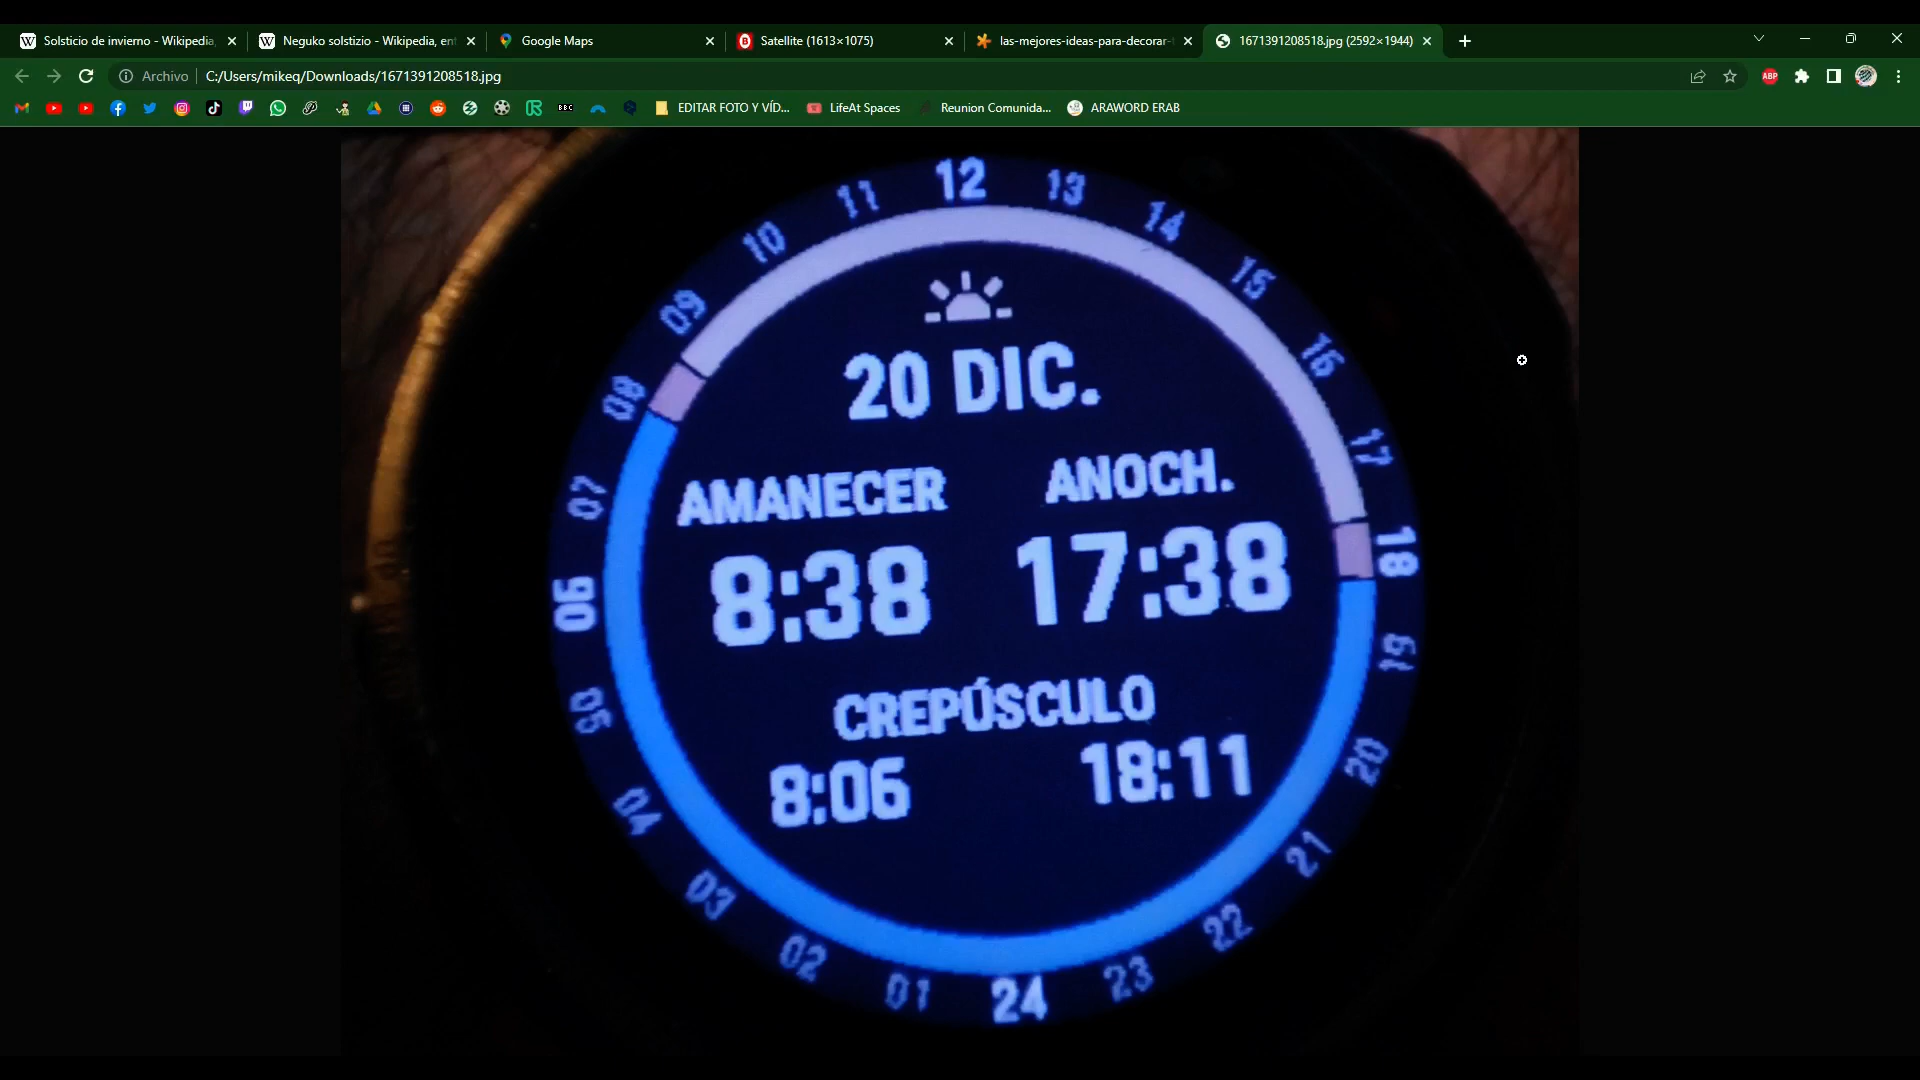 Solsticio de invierno - Wikipedia,
Neguko solstizio - Wikipedia, ent
Google Maps
Satellite (1613×1075)
las-mejores-ideas-para-decorar-
1671391208518.jpg (2592×1944)
Archivo
C:/Users/mikeq/Downloads/1671391208518.jpg
ABP
BBC
EDITAR FOTO Y VÍD...
LifeAt Spaces
Reunion Comunida...
ARAWORD ERAB
12
13
14
15
16
17
18
19
20
21
22
23
24
01
02
03
04
05
06
07
08
09
10
11
20 DIC.
AMANECER ANOCH.
8:38 17:38
CREPÚSCULO
8:06 18:11